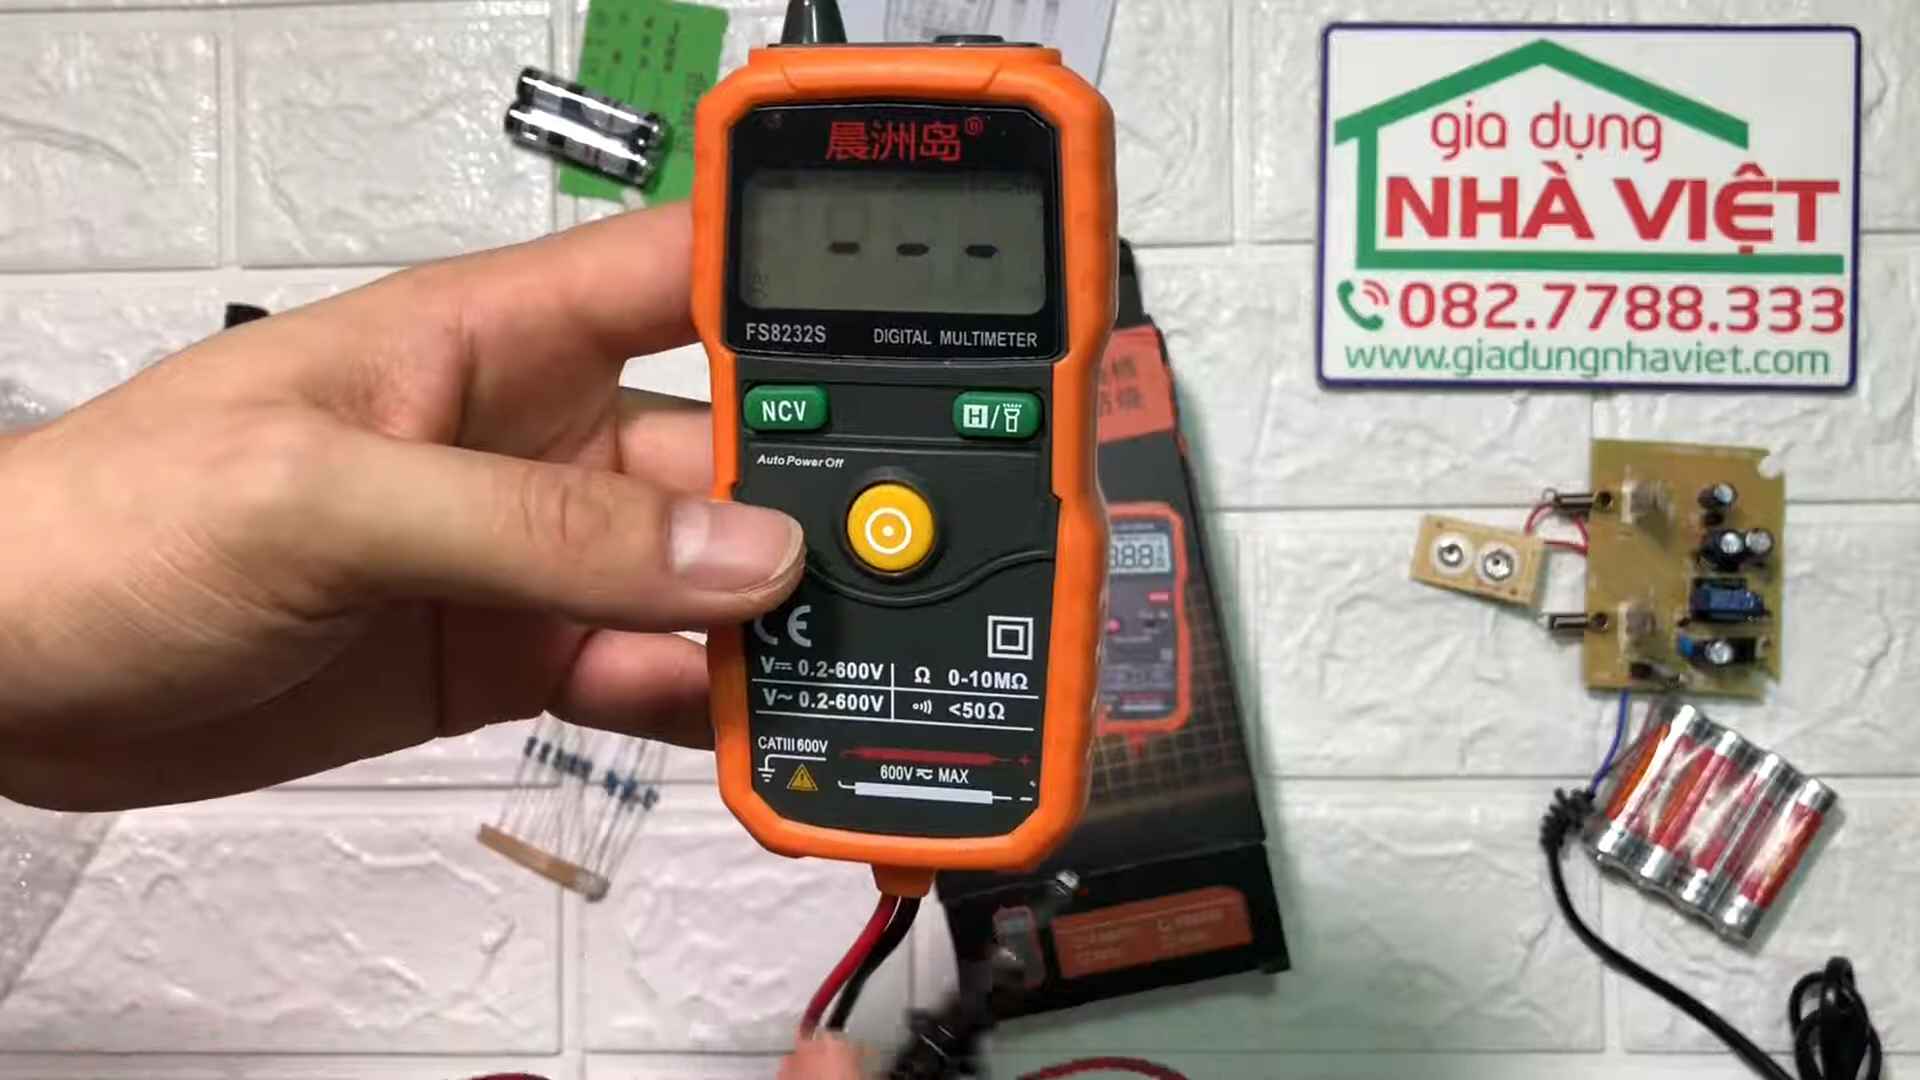 晨洲岛®
---
FS8232S DIGITAL MULTIMETER
NCV
H/
Auto Power Off
CE
V⎓ 0.2-600V Ω 0-10MΩ
V~ 0.2-600V <50Ω
CATIII 600V
+
600V MAX
-
gia dụng
NHÀ VIỆT
082.7788.333
www.giadungnhaviet.com